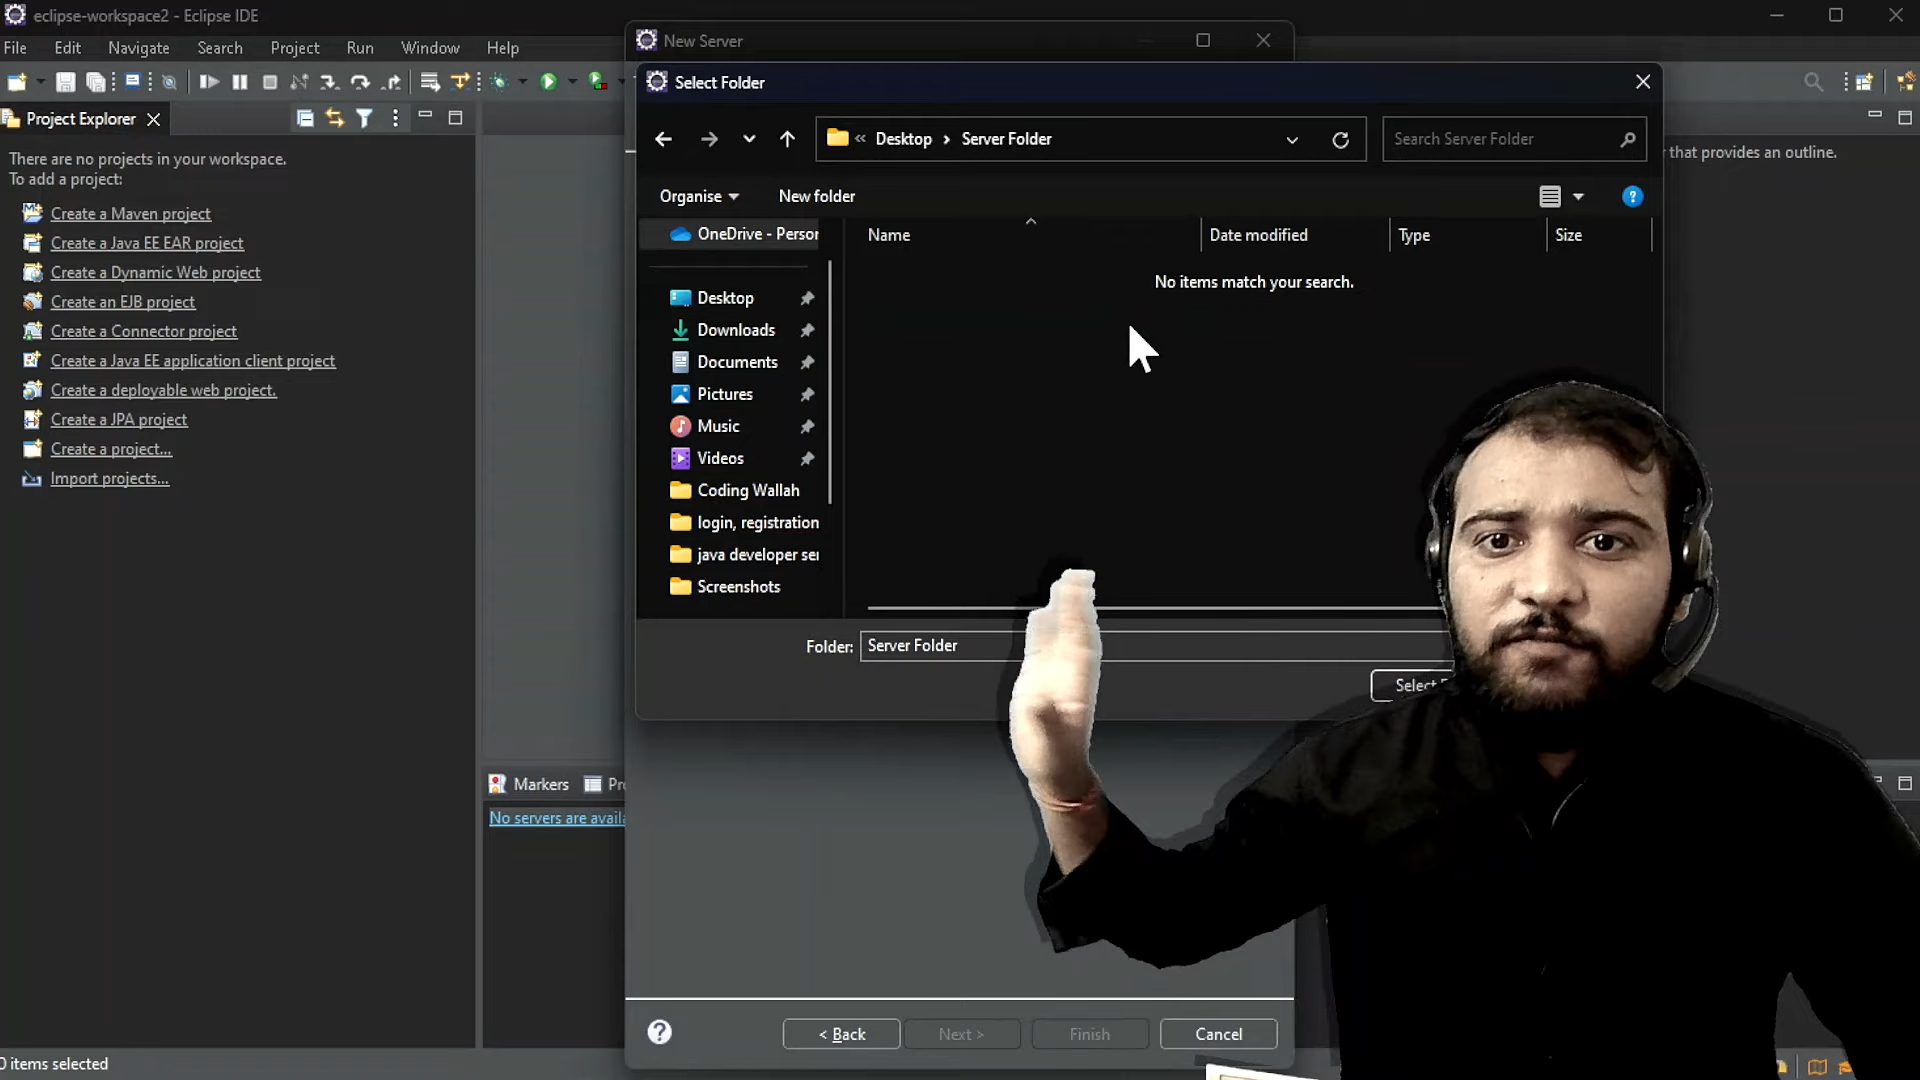 eclipse-workspace2 - Eclipse IDE
File Edit Navigate Search Project Run Window Help
Project Explorer
There are no projects in your workspace.
To add a project:
Create a Maven project
Create a Java EE EAR project
Create a Dynamic Web project
Create an EJB project
Create a Connector project
Create a Java EE application client project
Create a deployable web project.
Create a JPA project
Create a project...
Import projects...
0 items selected
New Server
Select Folder
« Desktop › Server Folder
Search Server Folder
Organise
New folder
Name Date modified Type Size
No items match your search.
OneDrive - Person
Desktop
Downloads
Documents
Pictures
Music
Videos
Coding Wallah
login, registration
java developer ser
Screenshots
Folder: Server Folder
Select
that provides an outline.
Markers
No servers are availa
< Back
Next >
Finish
Cancel